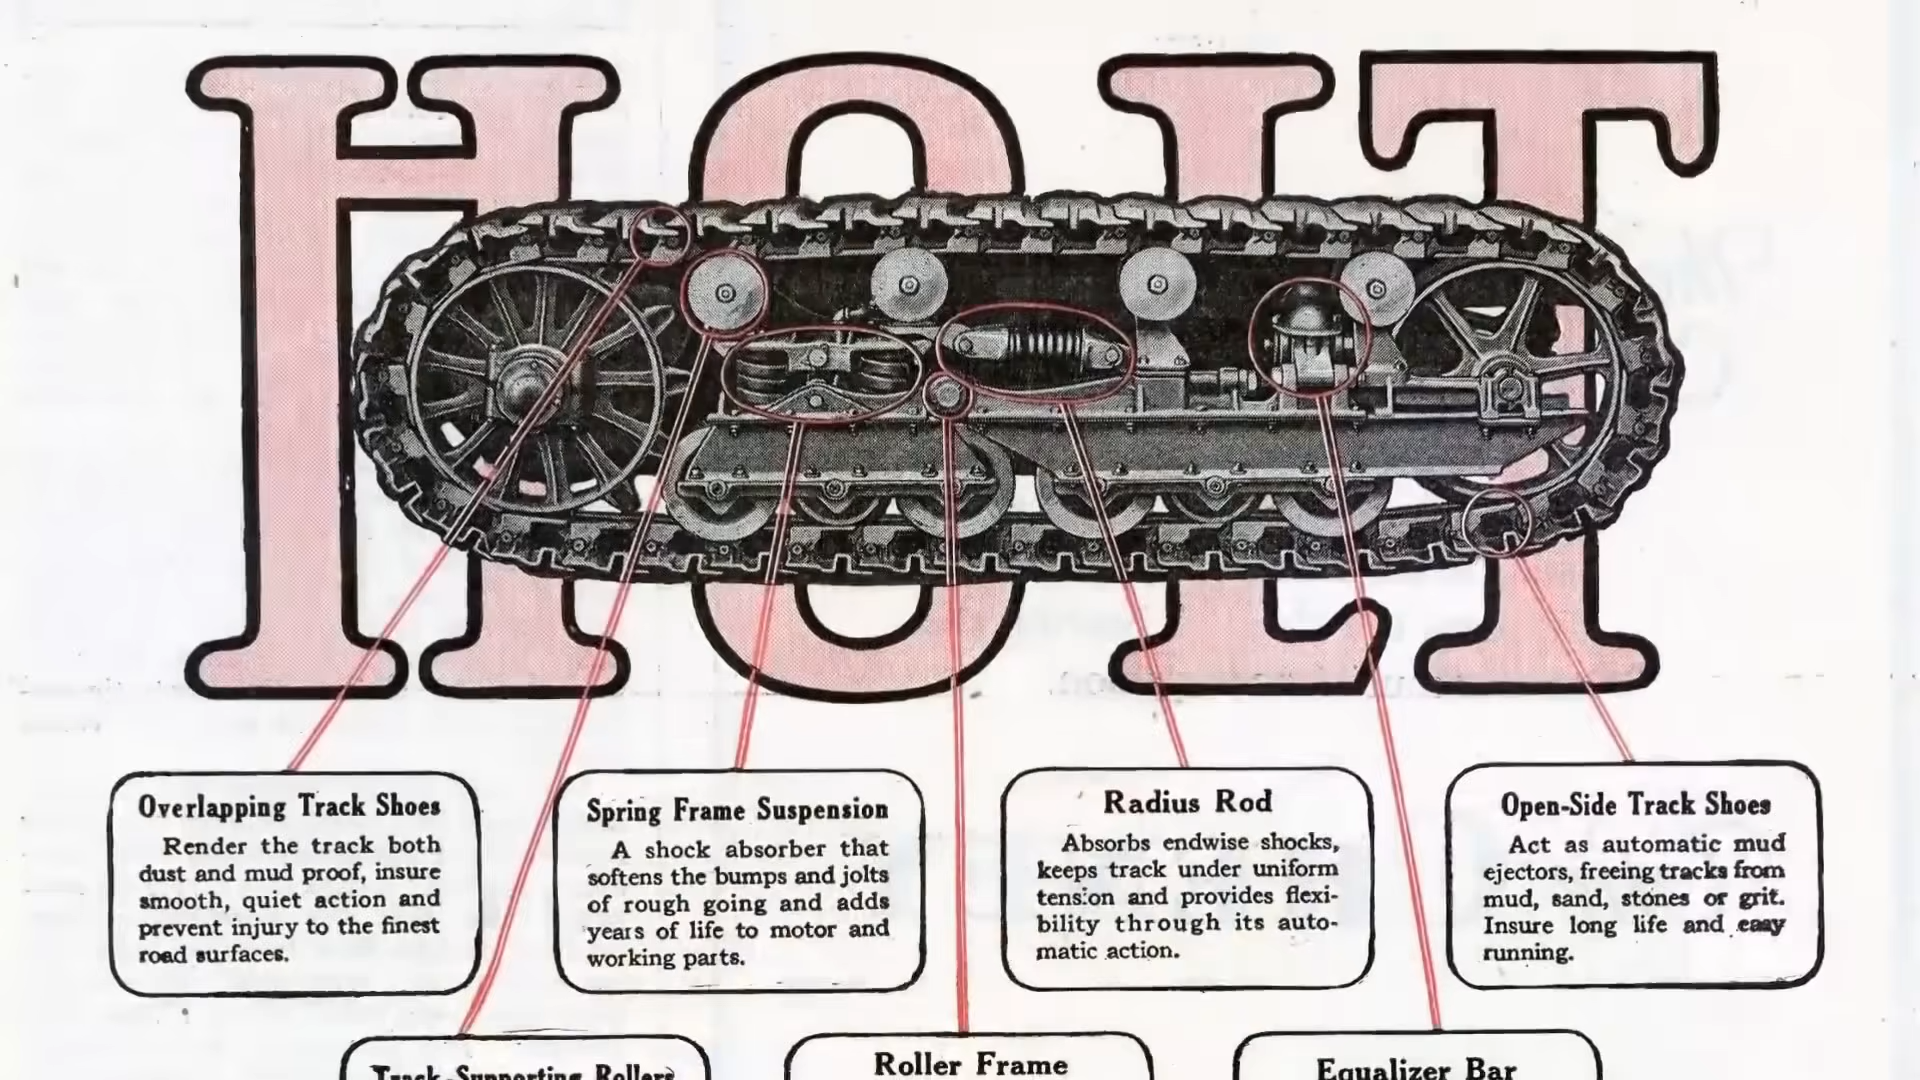 HOLT
Overlapping Track Shoes
Render the track both
dust and mud proof, insure
smooth, quiet action and
prevent injury to the finest
road surfaces.
Spring Frame Suspension
A shock absorber that
softens the bumps and jolts
of rough going and adds
years of life to motor and
working parts.
Radius Rod
Absorbs endwise shocks,
keeps track under uniform
tension and provides flexi-
bility through its auto-
matic action.
Open-Side Track Shoes
Act as automatic mud
ejectors, freeing tracks from
mud, sand, stones or grit.
Insure long life and easy
running.
Track-Supporting Rollers
Roller Frame
Equalizer Bar